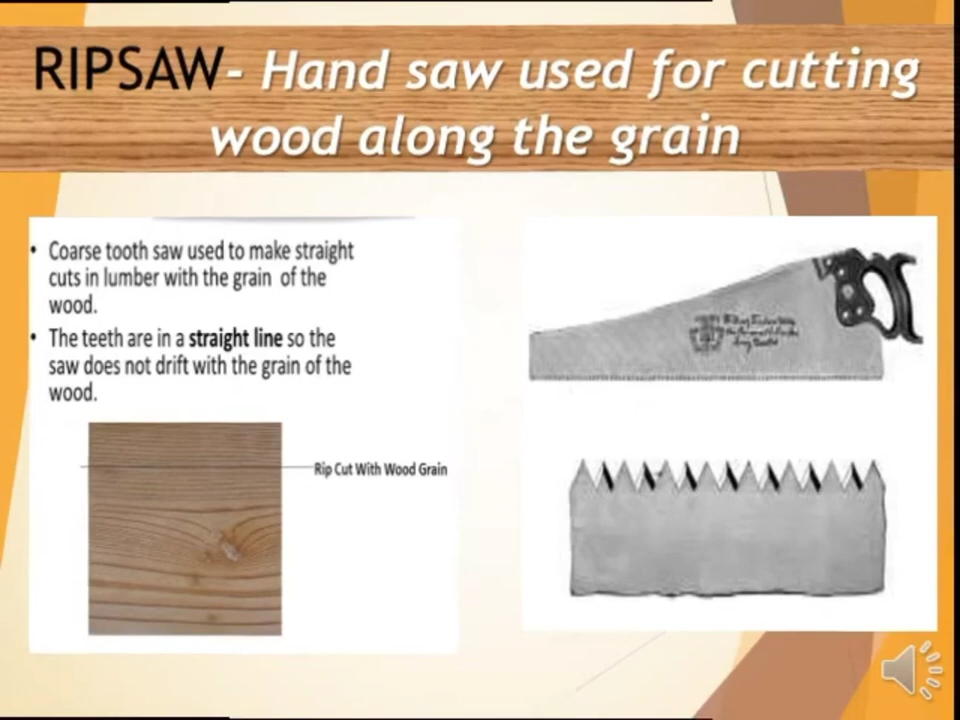 RIPSAW- Hand saw used for cutting
wood along the grain
• Coarse tooth saw used to make straight
cuts in lumber with the grain of the
wood.
• The teeth are in a straight line so the
saw does not drift with the grain of the
wood.
Rip Cut With Wood Grain